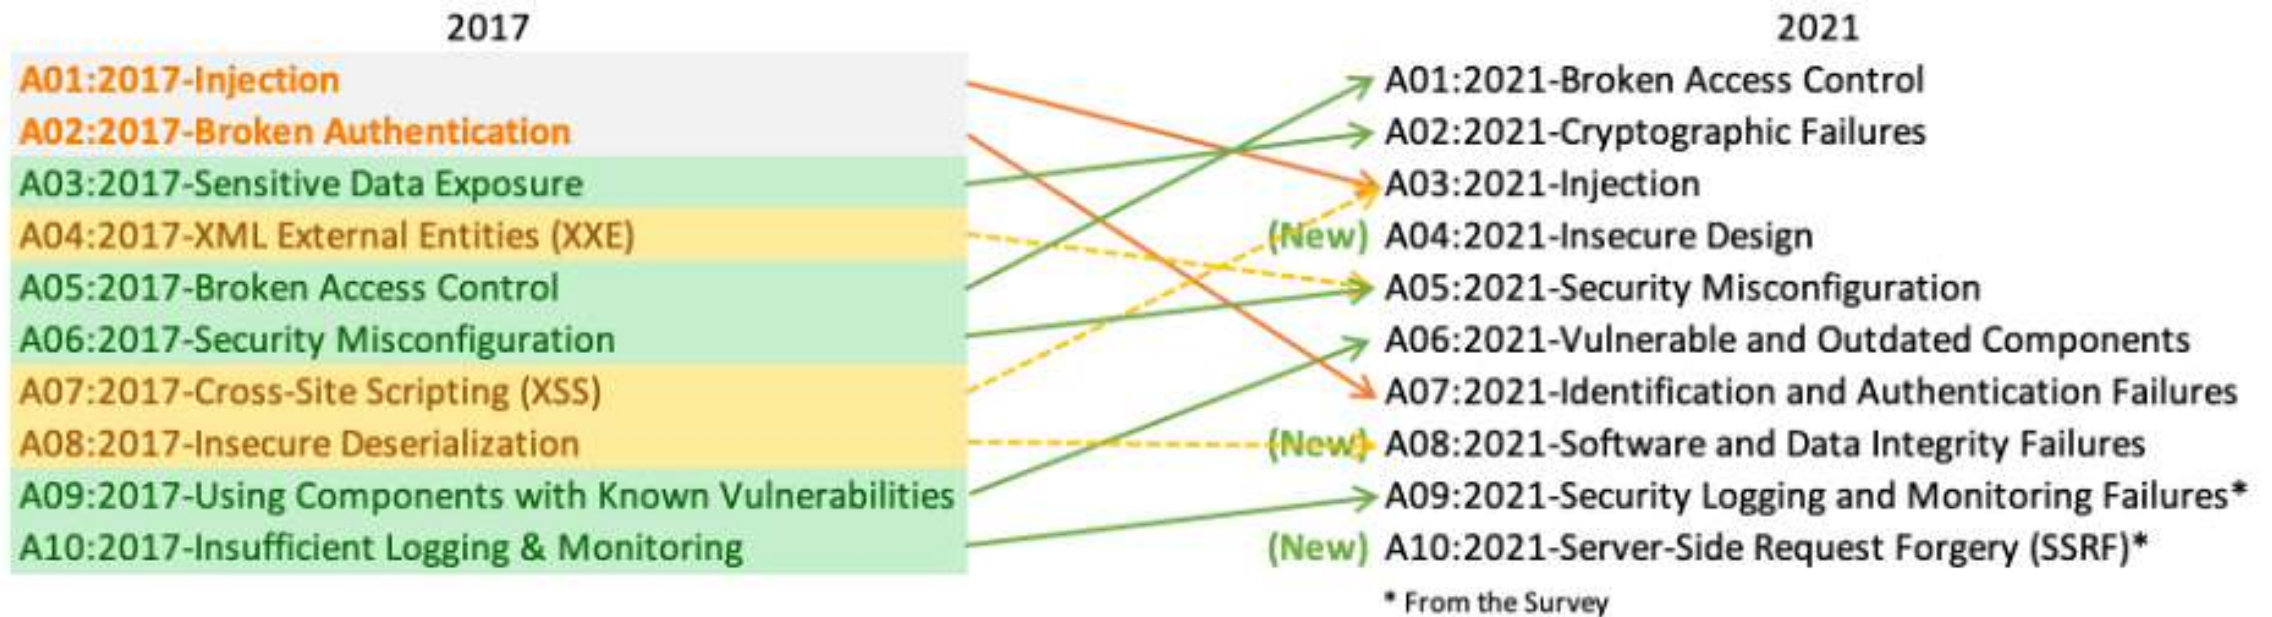 2017
A01:2017-Injection
A02:2017-Broken Authentication
A03:2017-Sensitive Data Exposure
A04:2017-XML External Entities (XXE)
A05:2017-Broken Access Control
A06:2017-Security Misconfiguration
A07:2017-Cross-Site Scripting (XSS)
A08:2017-Insecure Deserialization
A09:2017-Using Components with Known Vulnerabilities
A10:2017-Insufficient Logging & Monitoring
2021
A01:2021-Broken Access Control
A02:2021-Cryptographic Failures
A03:2021-Injection
(New) A04:2021-Insecure Design
A05:2021-Security Misconfiguration
A06:2021-Vulnerable and Outdated Components
A07:2021-Identification and Authentication Failures
(New) A08:2021-Software and Data Integrity Failures
A09:2021-Security Logging and Monitoring Failures*
(New) A10:2021-Server-Side Request Forgery (SSRF)*
* From the Survey